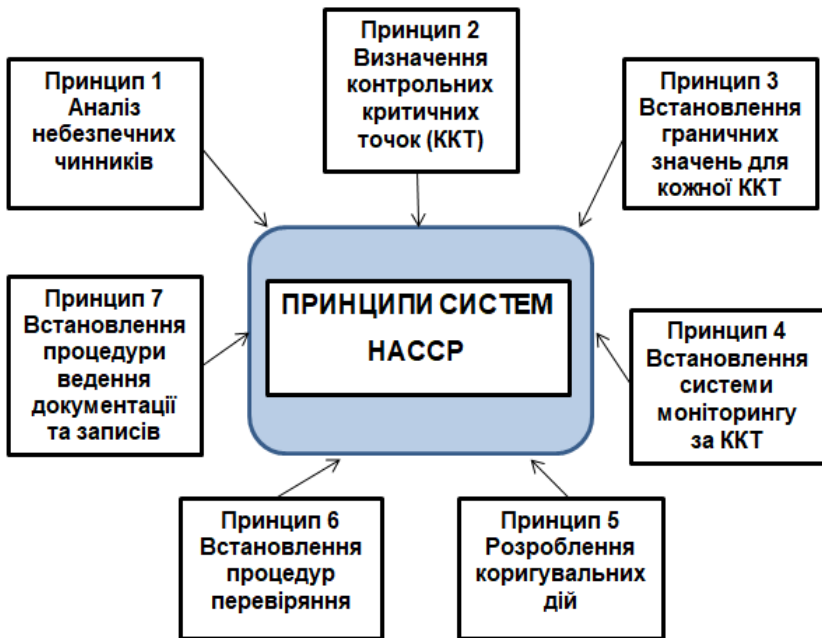 Принцип 1
Аналіз
небезпечних
чинників
Принцип 2
Визначення
контрольних
критичних
точок (ККТ)
Принцип 3
Встановлення
граничних
значень для
кожної ККТ
ПРИНЦИПИ СИСТЕМ
НАССР
Принцип 7
Встановлення
процедури
ведення
документації
та записів
Принцип 4
Встановлення
системи
моніторингу
за ККТ
Принцип 6
Встановлення
процедур
перевіряння
Принцип 5
Розроблення
коригувальних
дій